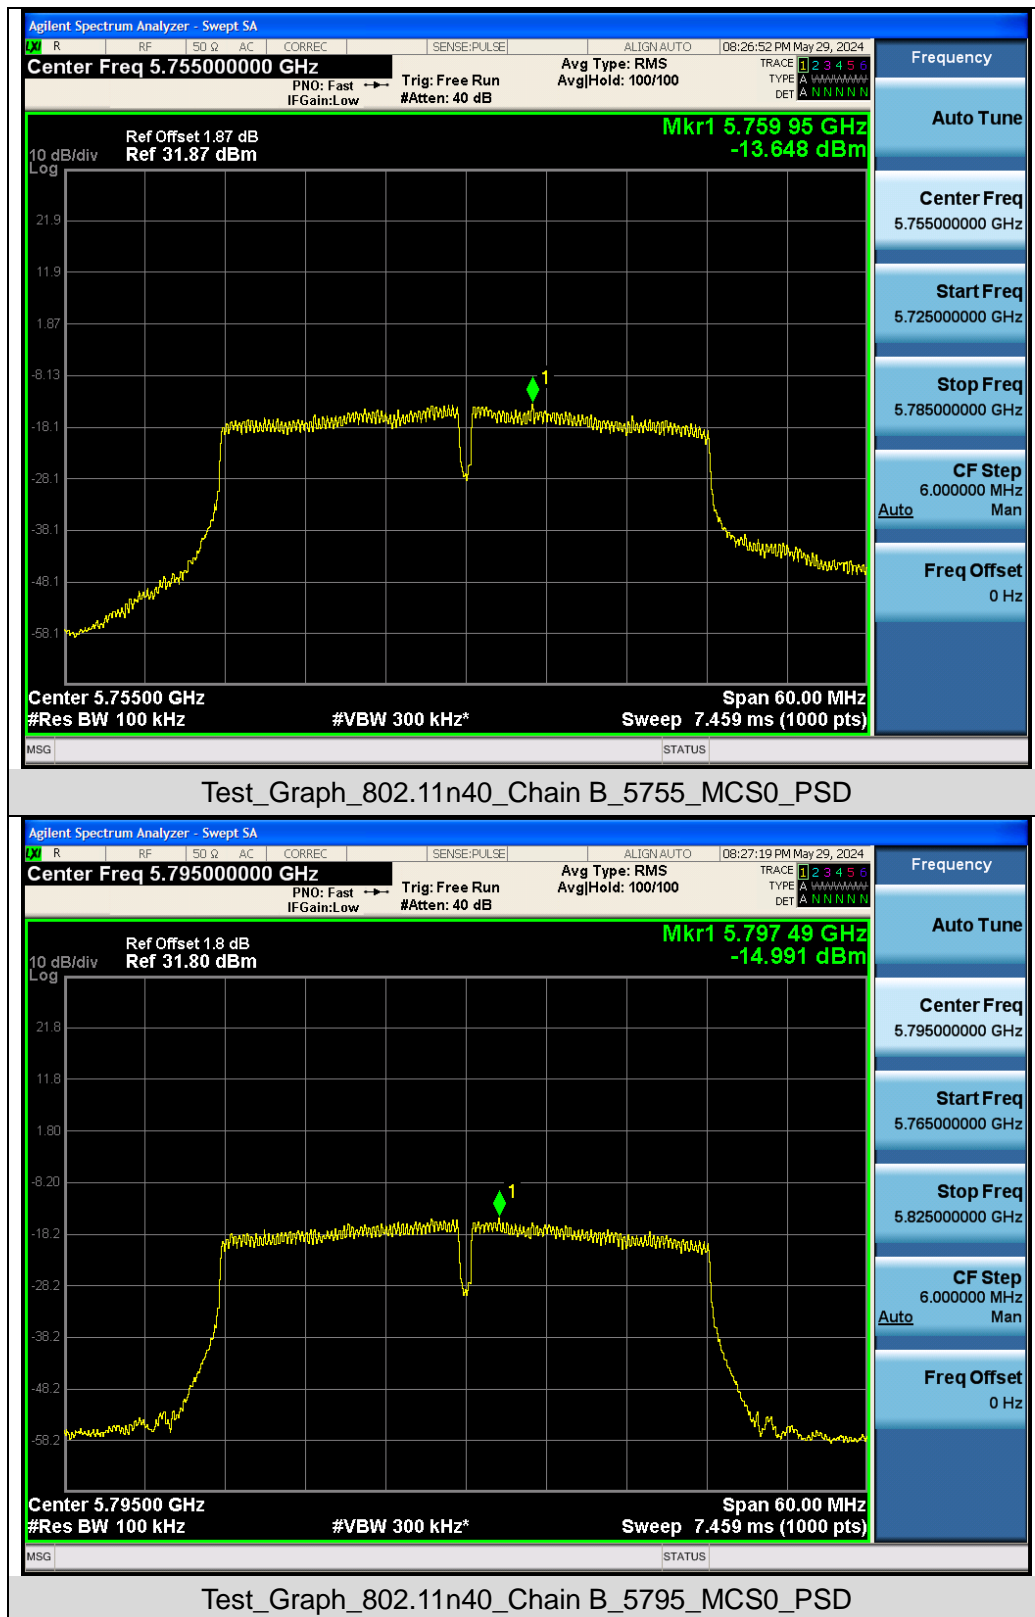 Agilent Spectrum Analyzer - Swept SA
LXI R RF 50 Ω AC CORREC SENSE:PULSE ALIGN AUTO 08:26:52 PM May 29, 2024
Center Freq 5.755000000 GHz
PNO: Fast
IFGain:Low
Trig: Free Run
#Atten: 40 dB
Avg Type: RMS
Avg|Hold: 100/100
TRACE 1 2 3 4 5 6
TYPE A WWWWW
DET A N N N N N
Ref Offset 1.87 dB
10 dB/div Ref 31.87 dBm
Log
Mkr1 5.759 95 GHz
-13.648 dBm
21.9
11.9
1.87
-8.13
-18.1
-28.1
-38.1
-48.1
-58.1
1
Center 5.75500 GHz Span 60.00 MHz
#Res BW 100 kHz #VBW 300 kHz* Sweep 7.459 ms (1000 pts)
MSG STATUS
Frequency
Auto Tune
Center Freq
5.755000000 GHz
Start Freq
5.725000000 GHz
Stop Freq
5.785000000 GHz
CF Step
6.000000 MHz
Auto Man
Freq Offset
0 Hz
Test_Graph_802.11n40_Chain B_5755_MCS0_PSD
Agilent Spectrum Analyzer - Swept SA
LXI R RF 50 Ω AC CORREC SENSE:PULSE ALIGN AUTO 08:27:19 PM May 29, 2024
Center Freq 5.795000000 GHz
PNO: Fast
IFGain:Low
Trig: Free Run
#Atten: 40 dB
Avg Type: RMS
Avg|Hold: 100/100
TRACE 1 2 3 4 5 6
TYPE A WWWWW
DET A N N N N N
Ref Offset 1.8 dB
10 dB/div Ref 31.80 dBm
Log
Mkr1 5.797 49 GHz
-14.991 dBm
21.8
11.8
1.80
-8.20
-18.2
-28.2
-38.2
-48.2
-58.2
1
Center 5.79500 GHz Span 60.00 MHz
#Res BW 100 kHz #VBW 300 kHz* Sweep 7.459 ms (1000 pts)
MSG STATUS
Frequency
Auto Tune
Center Freq
5.795000000 GHz
Start Freq
5.765000000 GHz
Stop Freq
5.825000000 GHz
CF Step
6.000000 MHz
Auto Man
Freq Offset
0 Hz
Test_Graph_802.11n40_Chain B_5795_MCS0_PSD